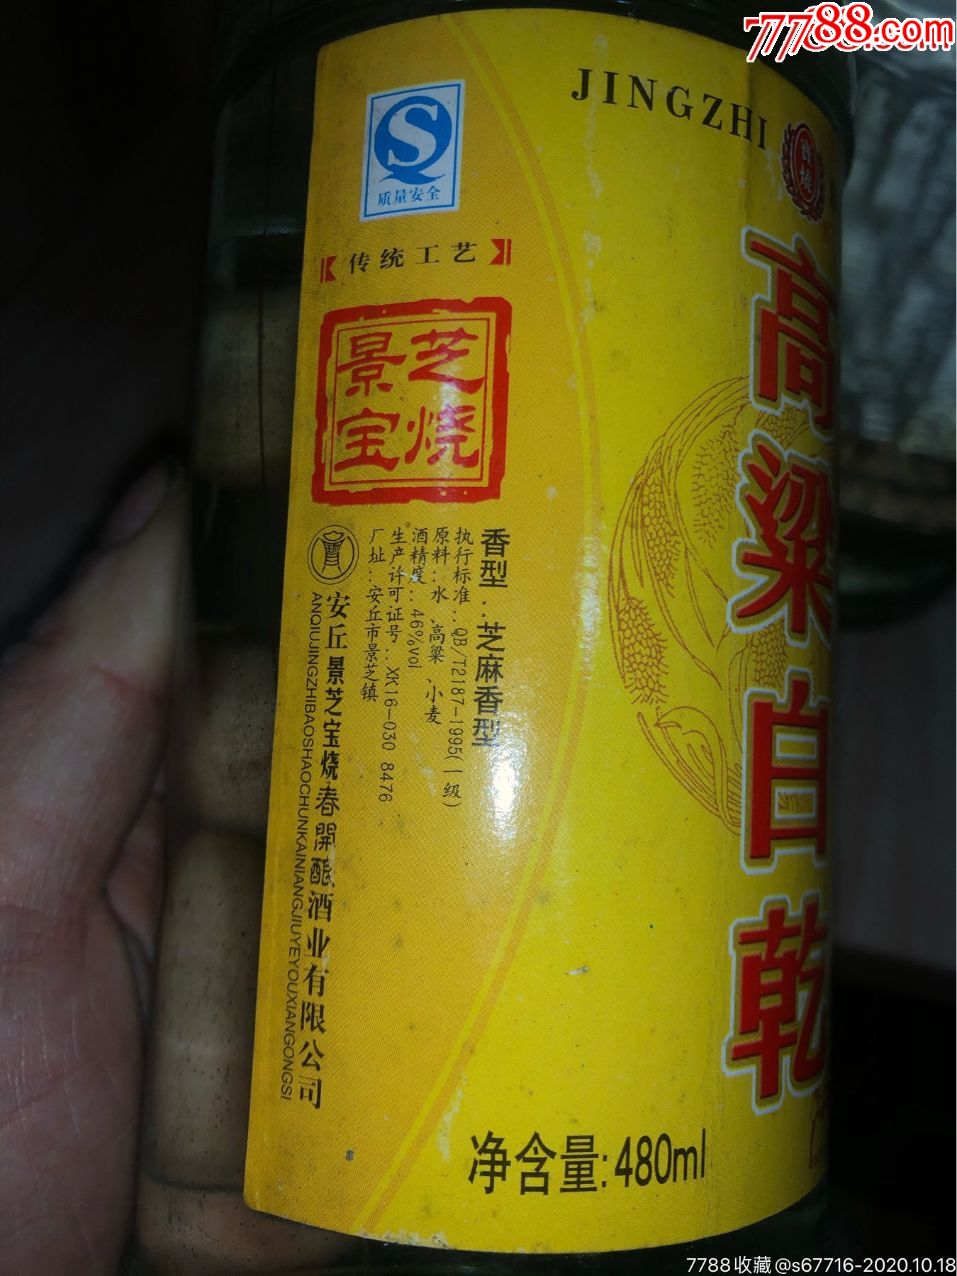 7788.com
JINGZHI
S
质量安全
传统工艺
景芝
宝烧
高粱白乾
香型：芝麻香型
执行标准：QB/T2187-1995(一级)
原料：水 高粱 小麦
酒精度：46%vol
生产许可证号：XK16-030 8476
厂址：安丘市景芝镇
安丘景芝宝烧春開酿酒业有限公司
ANQIUJINGZHIBAOSHAOCHUNKAINIANGJIUYEYOUXIANGONGSI
净含量:480ml
7788收藏@s67716-2020.10.18